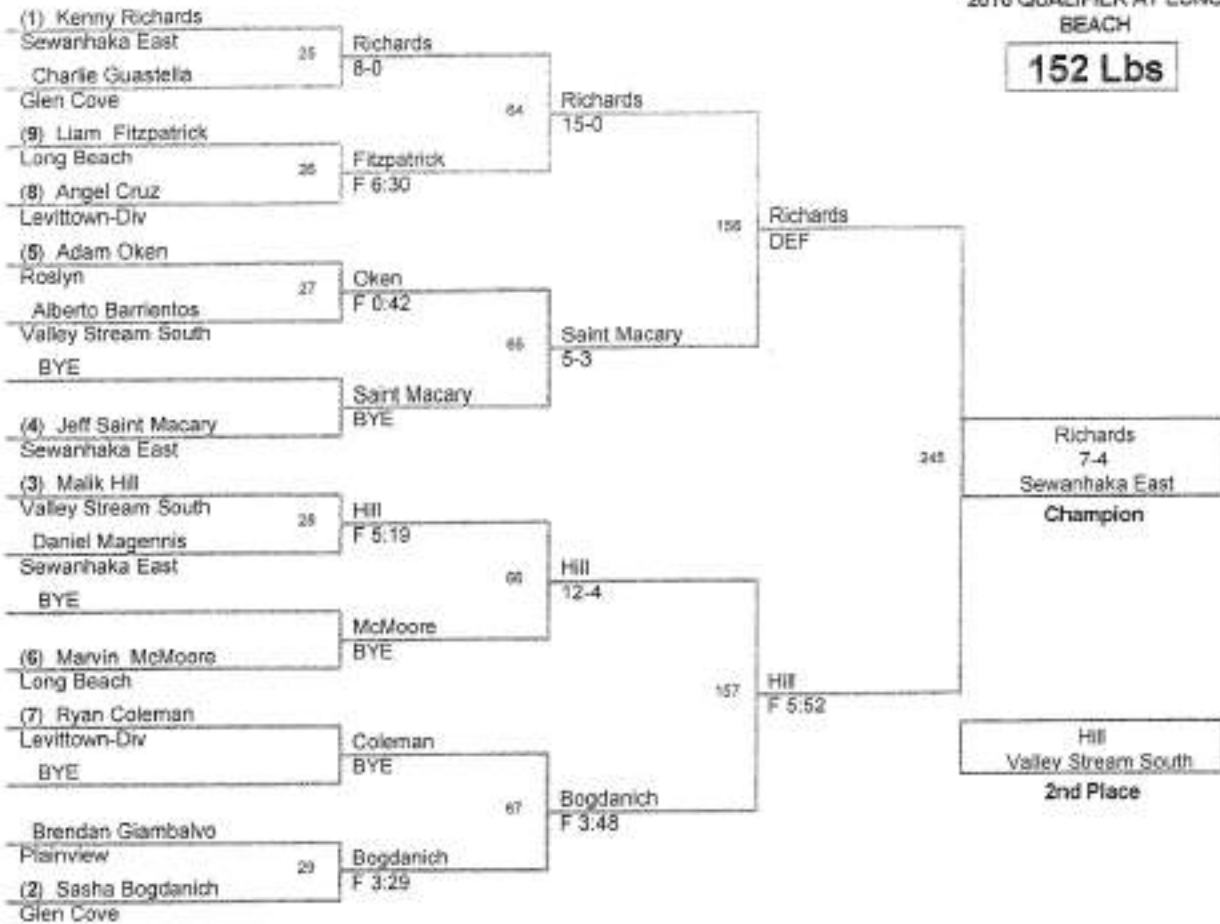 BEACH
152 Lbs
(1) Kenny Richards
Sewanhaka East
Charlie Guastella
Glen Cove
(9) Liam Fitzpatrick
Long Beach
(8) Angel Cruz
Levittown-Div
(5) Adam Oken
Roslyn
Alberto Barrientos
Valley Stream South
BYE
(4) Jeff Saint Macary
Sewanhaka East
(3) Malik Hill
Valley Stream South
Daniel Magennis
Sewanhaka East
BYE
(6) Marvin McMoore
Long Beach
(7) Ryan Coleman
Levittown-Div
BYE
Brendan Giambalvo
Plainview
(2) Sasha Bogdanich
Glen Cove
25
26
27
28
29
Richards
8-0
Fitzpatrick
F 6:30
Oken
F 0:42
Saint Macary
BYE
Hill
F 5:19
McMoore
BYE
Coleman
BYE
Bogdanich
F 3:29
64
65
66
67
Richards
15-0
Saint Macary
5-3
Hill
12-4
Bogdanich
F 3:48
156
157
Richards
DEF
Hill
F 5:52
245
Richards
7-4
Sewanhaka East
Champion
Hill
Valley Stream South
2nd Place